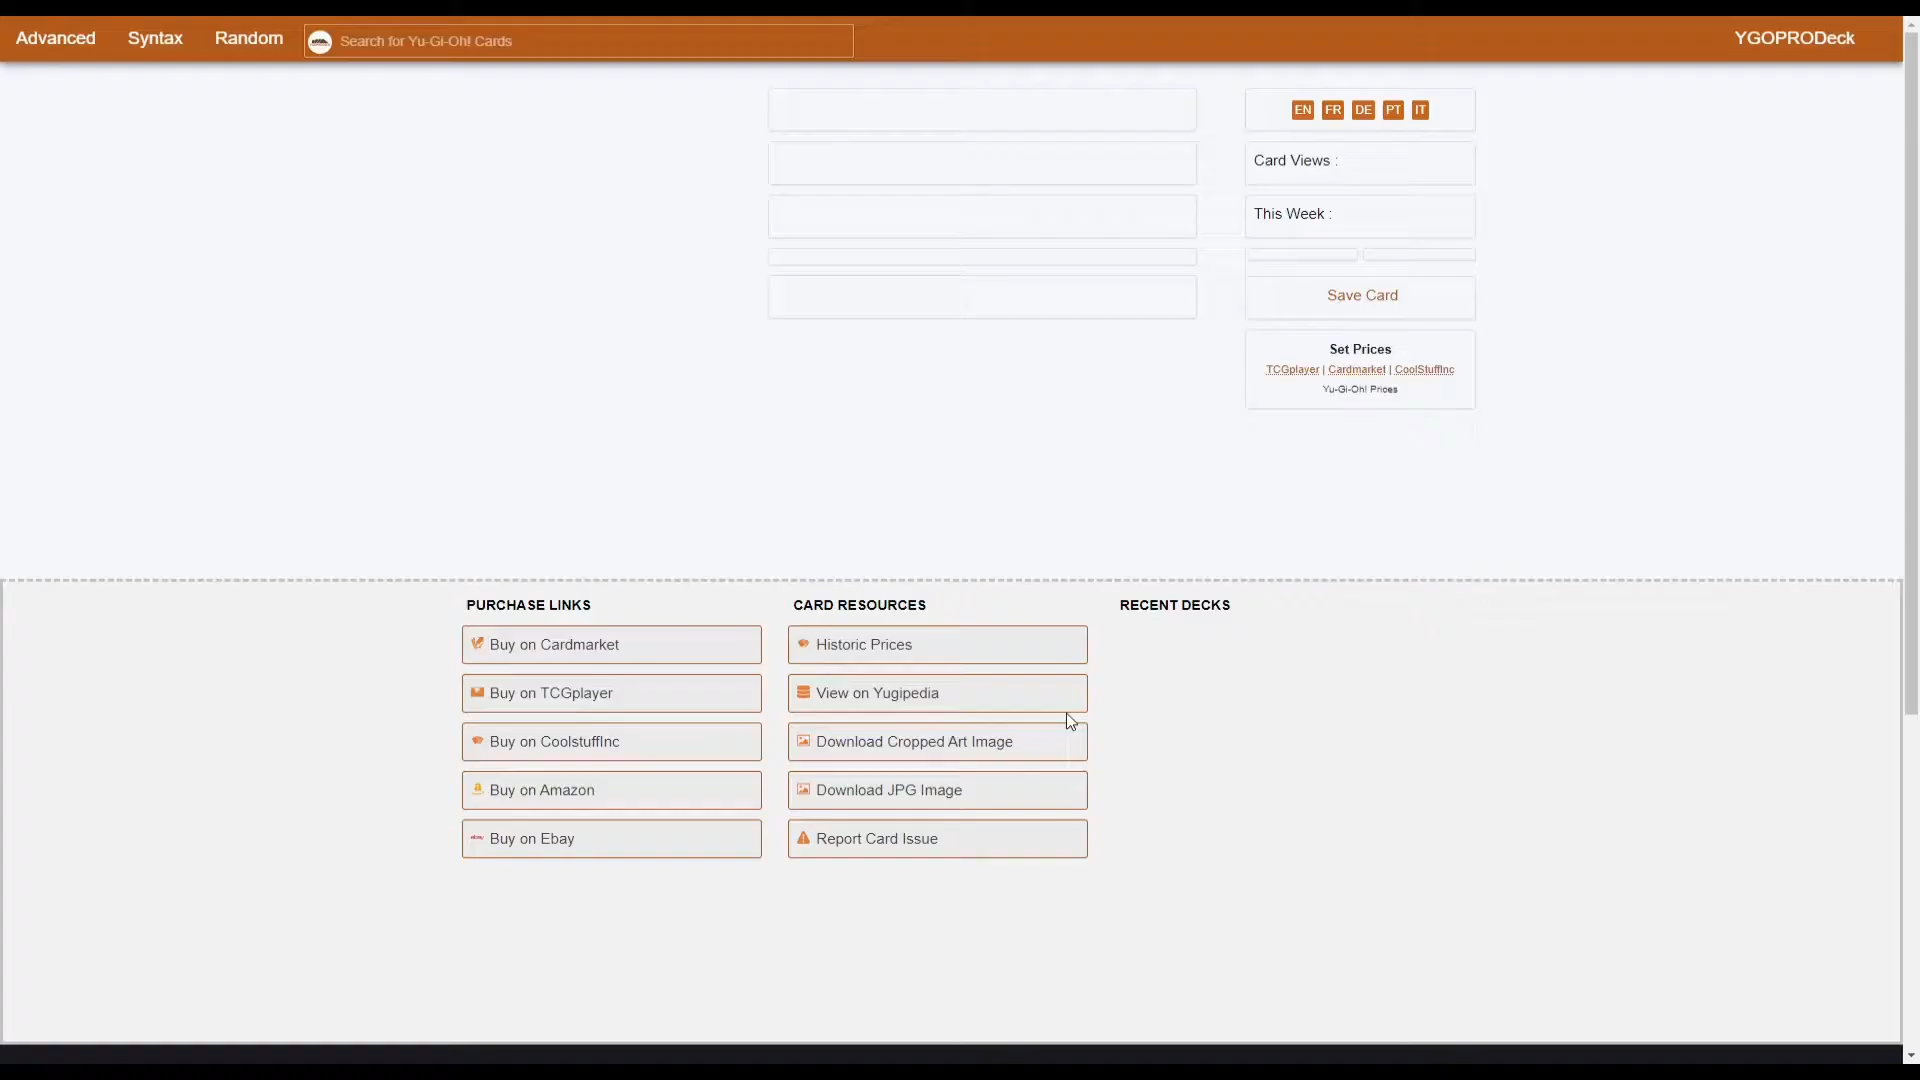 Advanced Syntax Random Search for Yu-Gi-Oh! Cards YGOPRODeck
EN FR DE PT IT
Card Views :
This Week :
Save Card
Set Prices
TCGplayer | Cardmarket | CoolStuffInc
Yu-Gi-Oh! Prices
PURCHASE LINKS
Buy on Cardmarket
Buy on TCGplayer
Buy on CoolstuffInc
Buy on Amazon
Buy on Ebay
CARD RESOURCES
Historic Prices
View on Yugipedia
Download Cropped Art Image
Download JPG Image
Report Card Issue
RECENT DECKS